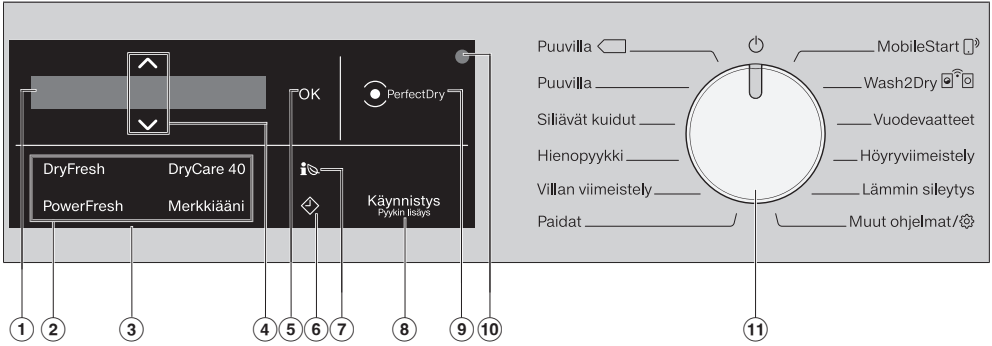 OK
PerfectDry
DryFresh
DryCare 40
PowerFresh
Merkkiääni
Käynnistys
Pyykin lisäys
Puuvilla
Puuvilla
Siliävät kuidut
Hienopyykki
Villan viimeistely
Paidat
MobileStart
Wash2Dry
Vuodevaatteet
Höyryviimeistely
Lämmin sileytys
Muut ohjelmat/
1 2 3 4 5 6 7 8 9 10 11